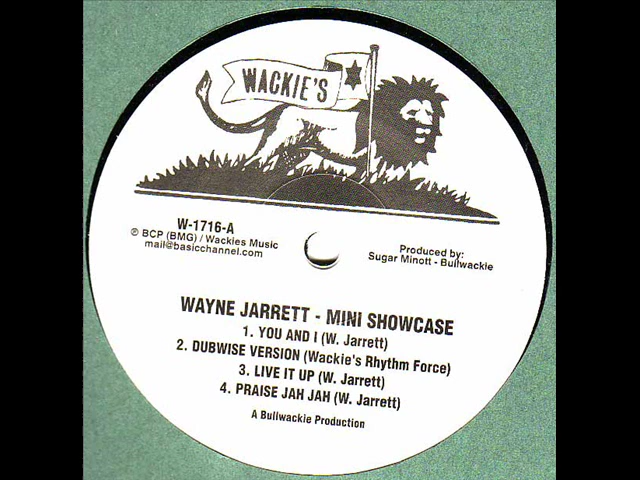 WACKIE'S
W-1716-A
℗ BCP (BMG) / Wackies Music
mail@basicchannel.com
Produced by:
Sugar Minott - Bullwackie
WAYNE JARRETT - MINI SHOWCASE
1. YOU AND I (W. Jarrett)
2. DUBWISE VERSION (Wackie's Rhythm Force)
3. LIVE IT UP (W. Jarrett)
4. PRAISE JAH JAH (W. Jarrett)
A Bullwackie Production